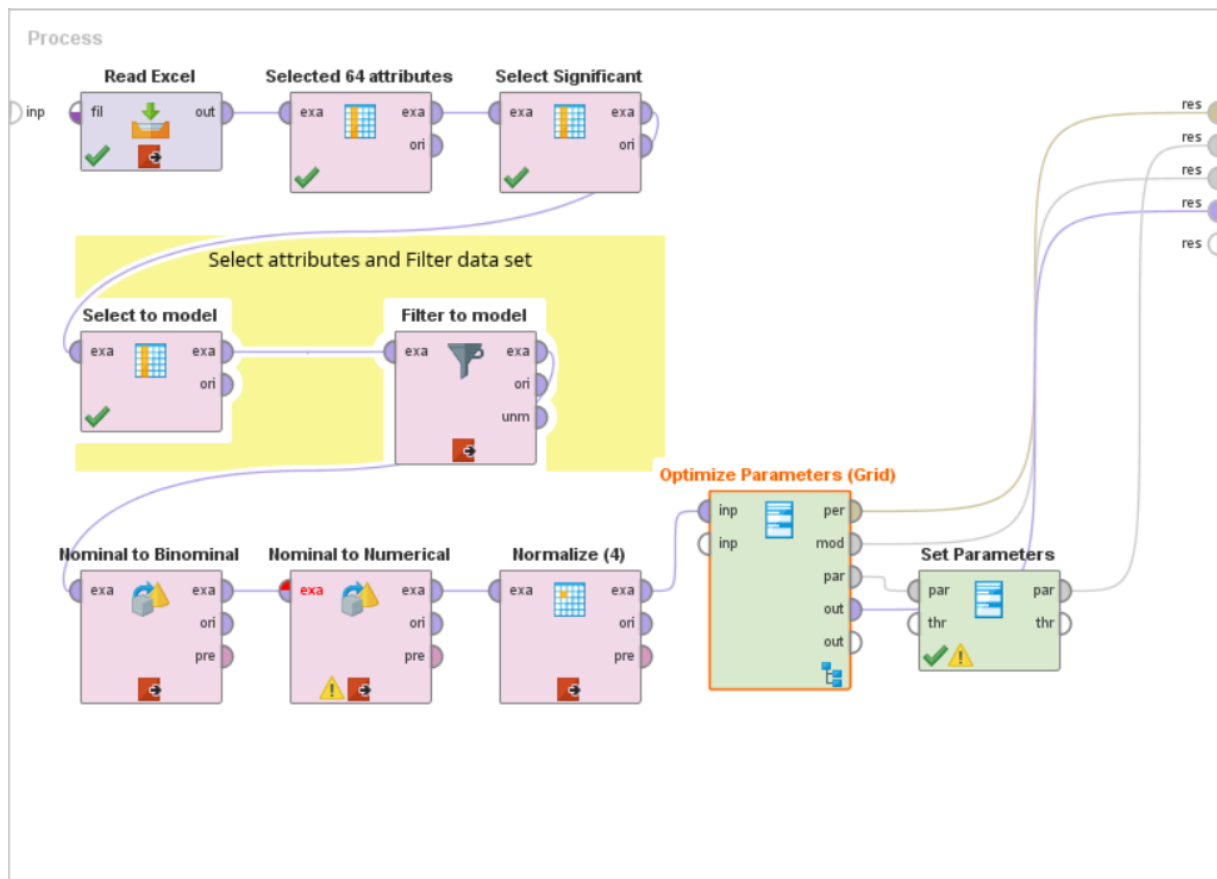 Process
Read Excel
Selected 64 attributes
Select Significant
inp
fil
out
exa
exa
ori
exa
exa
ori
res
res
res
res
res
Select attributes and Filter data set
Select to model
exa
exa
ori
Filter to model
exa
exa
ori
unm
Optimize Parameters (Grid)
inp
inp
per
mod
par
out
out
Nominal to Binominal
exa
exa
ori
pre
Nominal to Numerical
exa
exa
ori
pre
Normalize (4)
exa
exa
ori
pre
Set Parameters
par
thr
par
thr